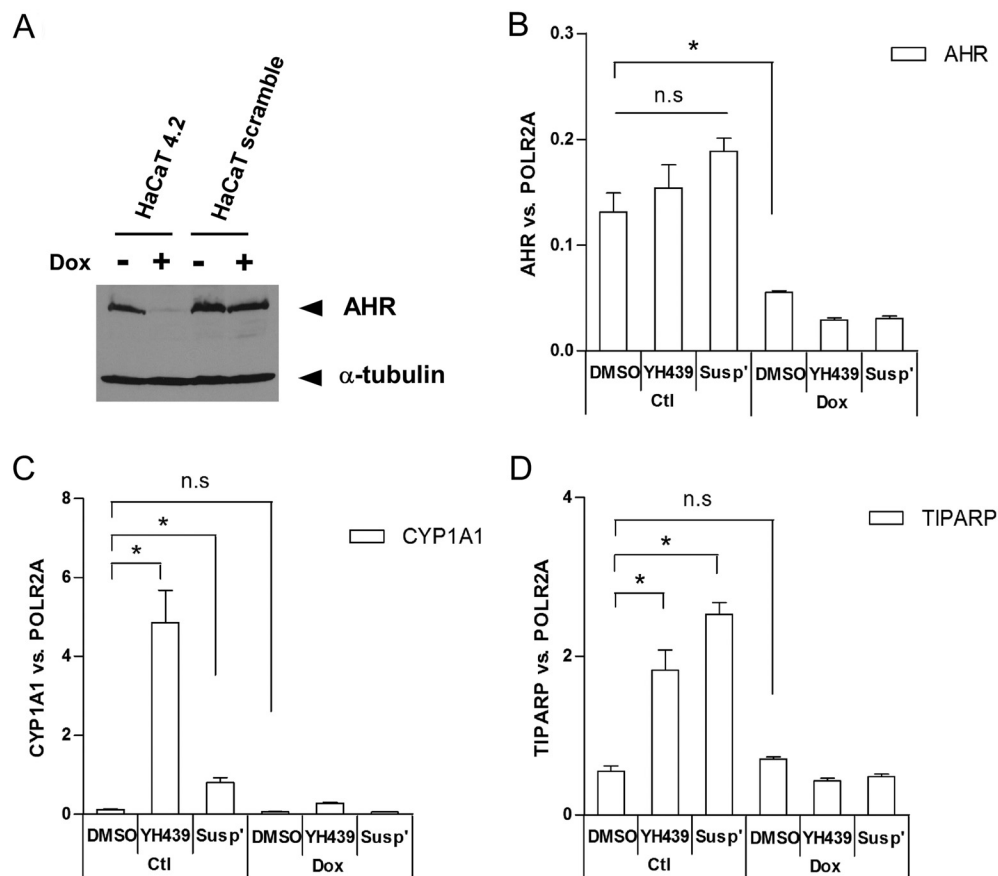 A
HaCaT 4.2
HaCaT scramble
Dox - + - +
AHR
α-tubulin
B
AHR
AHR vs. POLR2A
0.3
0.2
0.1
0.0
*
n.s
DMSO YH439 Susp' DMSO YH439 Susp'
Ctl Dox
C
CYP1A1
CYP1A1 vs. POLR2A
8
6
4
2
0
n.s
*
*
DMSO YH439 Susp' DMSO YH439 Susp'
Ctl Dox
D
TIPARP
TIPARP vs. POLR2A
4
2
0
n.s
*
*
DMSO YH439 Susp' DMSO YH439 Susp'
Ctl Dox